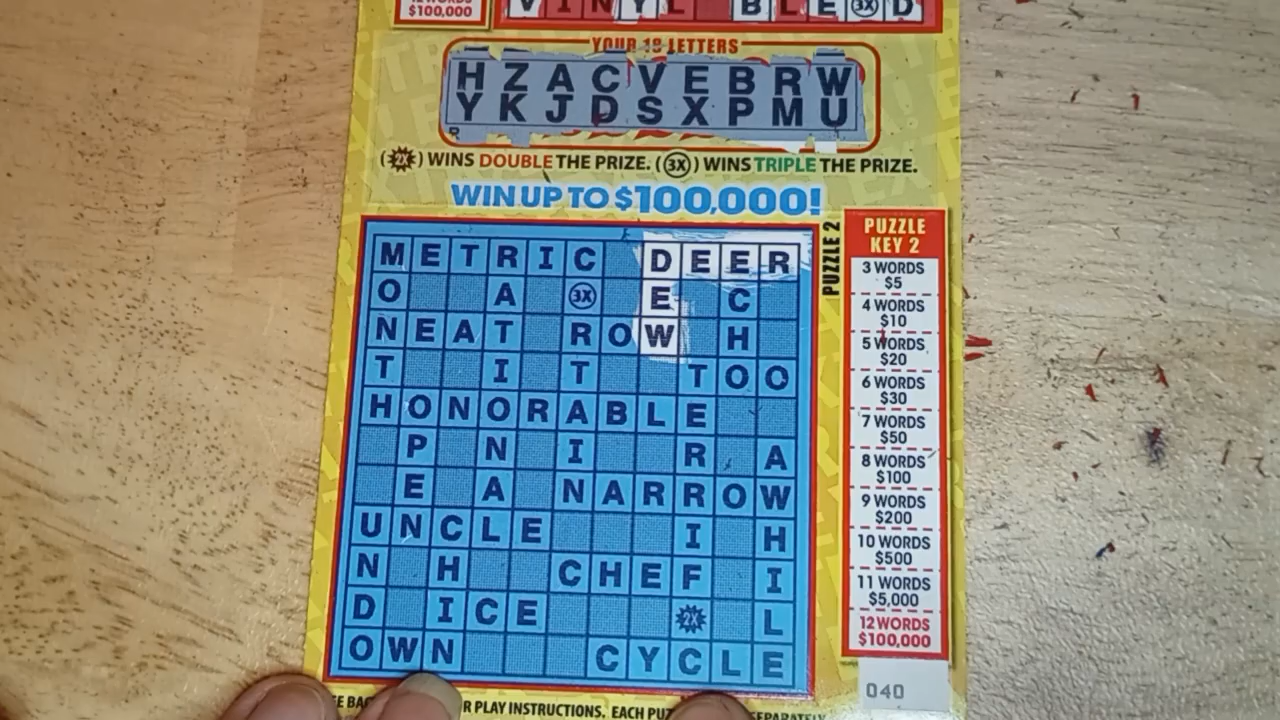 $100,000
VINYL BLE 3X D
YOUR 18 LETTERS
H Z A C V E B R W
Y K J D S X P M U
R
(2X) WINS DOUBLE THE PRIZE. (3X) WINS TRIPLE THE PRIZE.
WIN UP TO $100,000!
PUZZLE 2
METRIC DEER
O A 3X E C
NEAT ROW H
T I T TOO
HONORABLE
P N I R A
E A NARROW
UNCLE I H
N H CHEF I
D ICE 2X L
OWN CYCLE
PUZZLE
KEY 2
3 WORDS
$5
4 WORDS
$10
5 WORDS
$20
6 WORDS
$30
7 WORDS
$50
8 WORDS
$100
9 WORDS
$200
10 WORDS
$500
11 WORDS
$5,000
12 WORDS
$100,000
040
R PLAY INSTRUCTIONS. EACH